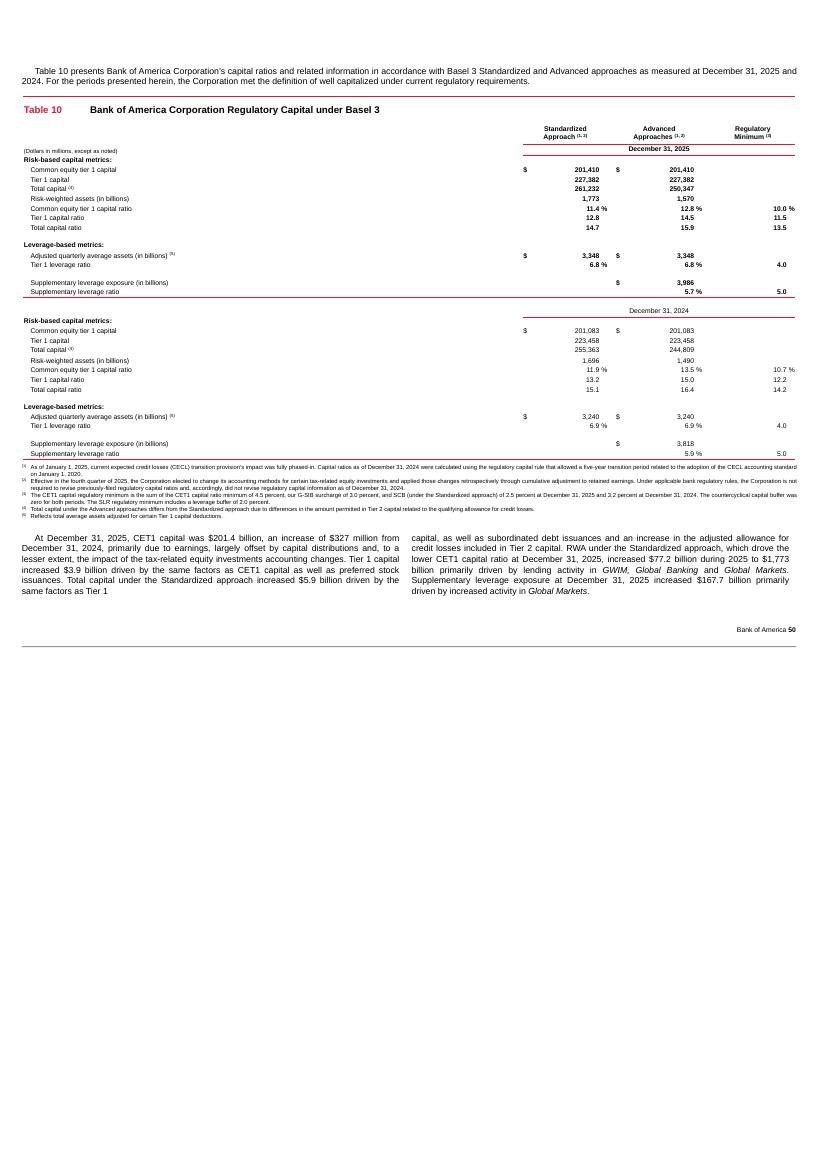 Table 10 presents Bank of America Corporation's capital ratios and related information in accordance with Basel 3 Standardized and Advanced approaches as measured at December 31, 2025 and
2024. For the periods presented herein, the Corporation met the definition of well capitalized under current regulatory requirements.
Table 10 Bank of America Corporation Regulatory Capital under Basel 3
Standardized Advanced Regulatory
Approach (1, 2) Approaches (1, 2) Minimum (3)
(Dollars in millions, except as noted) December 31, 2025
Risk-based capital metrics:
Common equity tier 1 capital $ 201,410 $ 201,410
Tier 1 capital 227,382 227,382
Total capital (4) 261,232 250,347
Risk-weighted assets (in billions) 1,773 1,570
Common equity tier 1 capital ratio 11.4 % 12.8 % 10.0 %
Tier 1 capital ratio 12.8 14.5 11.5
Total capital ratio 14.7 15.9 13.5
Leverage-based metrics:
Adjusted quarterly average assets (in billions) (5) $ 3,348 $ 3,348
Tier 1 leverage ratio 6.8 % 6.8 % 4.0
Supplementary leverage exposure (in billions) $ 3,986
Supplementary leverage ratio 5.7 % 5.0
December 31, 2024
Risk-based capital metrics:
Common equity tier 1 capital $ 201,083 $ 201,083
Tier 1 capital 223,458 223,458
Total capital (4) 255,363 244,809
Risk-weighted assets (in billions) 1,696 1,490
Common equity tier 1 capital ratio 11.9 % 13.5 % 10.7 %
Tier 1 capital ratio 13.2 15.0 12.2
Total capital ratio 15.1 16.4 14.2
Leverage-based metrics:
Adjusted quarterly average assets (in billions) (5) $ 3,240 $ 3,240
Tier 1 leverage ratio 6.9 % 6.9 % 4.0
Supplementary leverage exposure (in billions) $ 3,818
Supplementary leverage ratio 5.9 % 5.0
(1) As of January 1, 2025, current expected credit losses (CECL) transition provision's impact was fully phased-in. Capital ratios as of December 31, 2024 were calculated using the regulatory capital rule that allowed a five-year transition period related to the adoption of the CECL accounting standard
on January 1, 2020.
(2) Effective in the fourth quarter of 2025, the Corporation elected to change its accounting methods for certain tax-related equity investments and applied those changes retrospectively through cumulative adjustment to retained earnings. Under applicable bank regulatory rules, the Corporation is not
required to revise previously-filed regulatory capital ratios and, accordingly, did not revise regulatory capital information as of December 31, 2024.
(3) The CET1 capital regulatory minimum is the sum of the CET1 capital ratio minimum of 4.5 percent, our G-SIB surcharge of 3.0 percent, and SCB (under the Standardized approach) of 2.5 percent at December 31, 2025 and 3.2 percent at December 31, 2024. The countercyclical capital buffer was
zero for both periods. The SLR regulatory minimum includes a leverage buffer of 2.0 percent.
(4) Total capital under the Advanced approaches differs from the Standardized approach due to differences in the amount permitted in Tier 2 capital related to the qualifying allowance for credit losses.
(5) Reflects total average assets adjusted for certain Tier 1 capital deductions.
At December 31, 2025, CET1 capital was $201.4 billion, an increase of $327 million from
December 31, 2024, primarily due to earnings, largely offset by capital distributions and, to a
lesser extent, the impact of the tax-related equity investments accounting changes. Tier 1 capital
increased $3.9 billion driven by the same factors as CET1 capital as well as preferred stock
issuances. Total capital under the Standardized approach increased $5.9 billion driven by the
same factors as Tier 1
capital, as well as subordinated debt issuances and an increase in the adjusted allowance for
credit losses included in Tier 2 capital. RWA under the Standardized approach, which drove the
lower CET1 capital ratio at December 31, 2025, increased $77.2 billion during 2025 to $1,773
billion primarily driven by lending activity in GWIM, Global Banking and Global Markets.
Supplementary leverage exposure at December 31, 2025 increased $167.7 billion primarily
driven by increased activity in Global Markets.
Bank of America 50